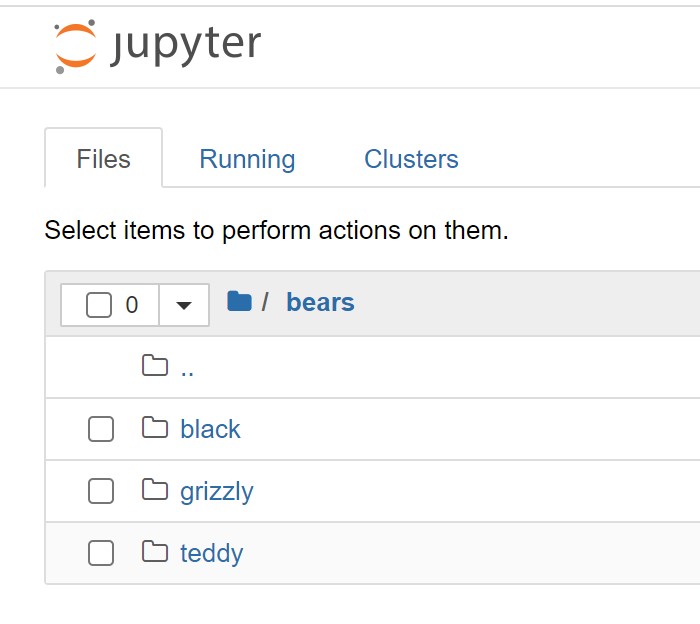 jupyter
Files Running Clusters
Select items to perform actions on them.
0 / bears
..
black
grizzly
teddy